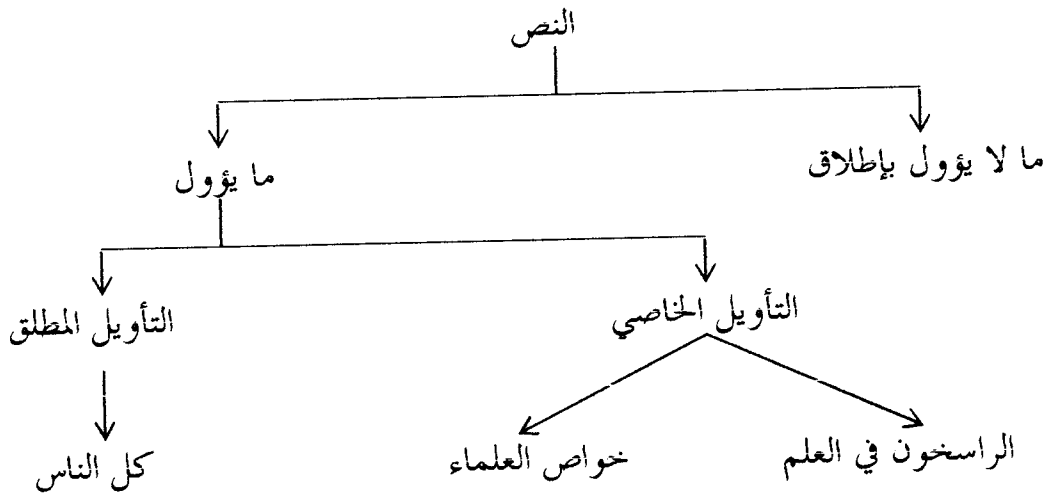 النص
ما لا يؤول بإطلاق
ما يؤول
التأويل الخاصي
التأويل المطلق
الراسخون في العلم
خواص العلماء
كل الناس